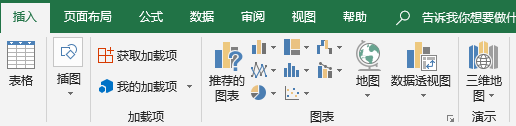 插入 页面布局 公式 数据 审阅 视图 帮助 告诉我你想要做什
表格
插图
获取加载项
我的加载项
加载项
推荐的
图表
地图
数据透视图
图表
三维地
图
演示